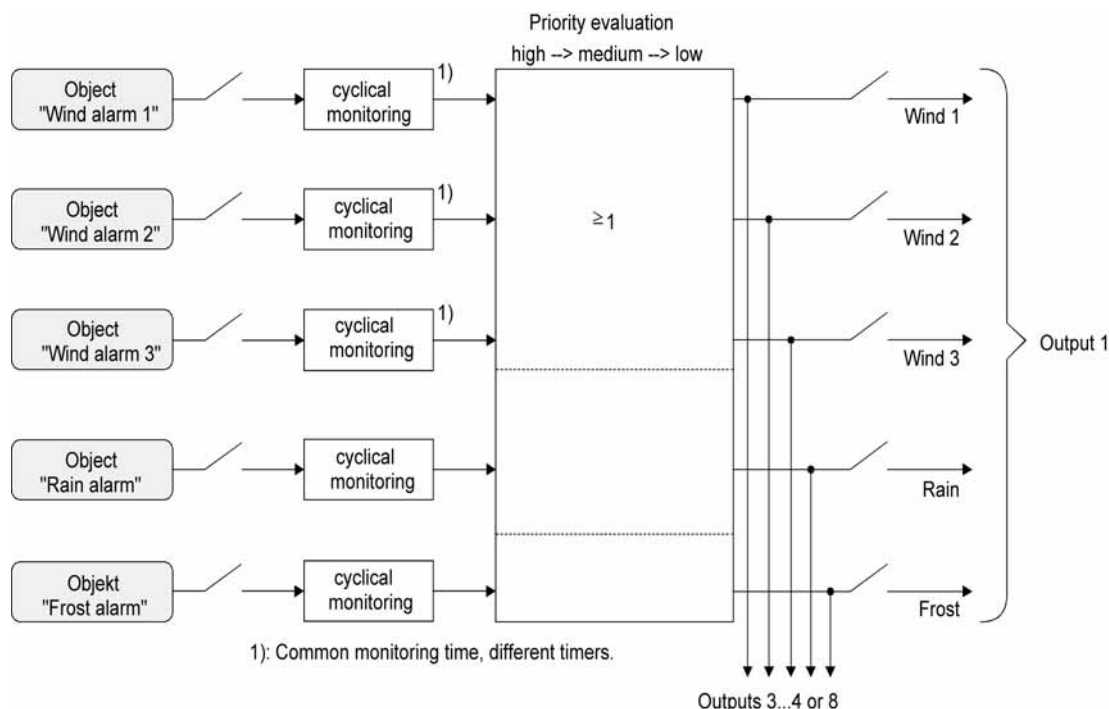 Priority evaluation
high --> medium --> low
Object
"Wind alarm 1"
cyclical
monitoring
1)
Wind 1
Object
"Wind alarm 2"
cyclical
monitoring
1)
≥1
Wind 2
Object
"Wind alarm 3"
cyclical
monitoring
1)
Wind 3
Output 1
Object
"Rain alarm"
cyclical
monitoring
Rain
Objekt
"Frost alarm"
cyclical
monitoring
Frost
1): Common monitoring time, different timers.
Outputs 3...4 or 8